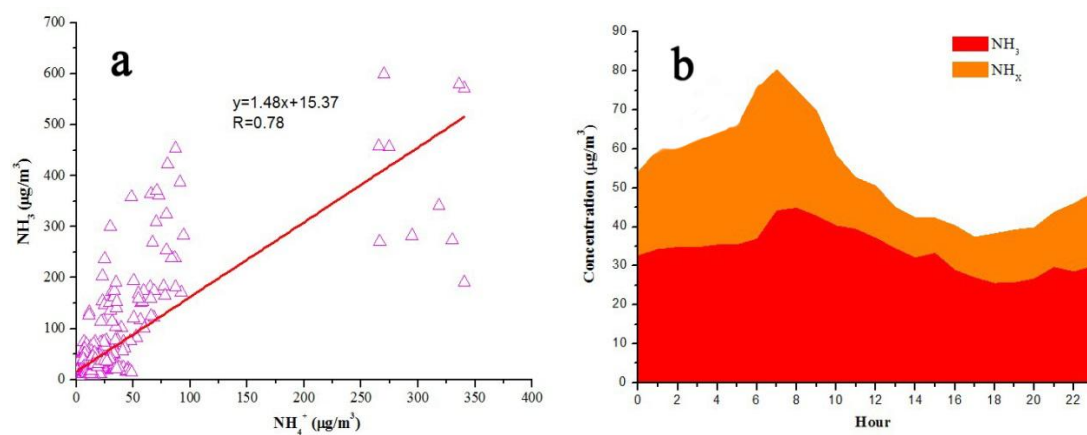 a
y=1.48x+15.37
R=0.78
NH₃ (μg/m³)
700
600
500
400
300
200
100
0
0 50 100 150 200 250 300 350 400
NH₄⁺ (μg/m³)
b
NH₃
NHₓ
Concentration (μg/m³)
90
80
70
60
50
40
30
20
10
0
0 2 4 6 8 10 12 14 16 18 20 22
Hour